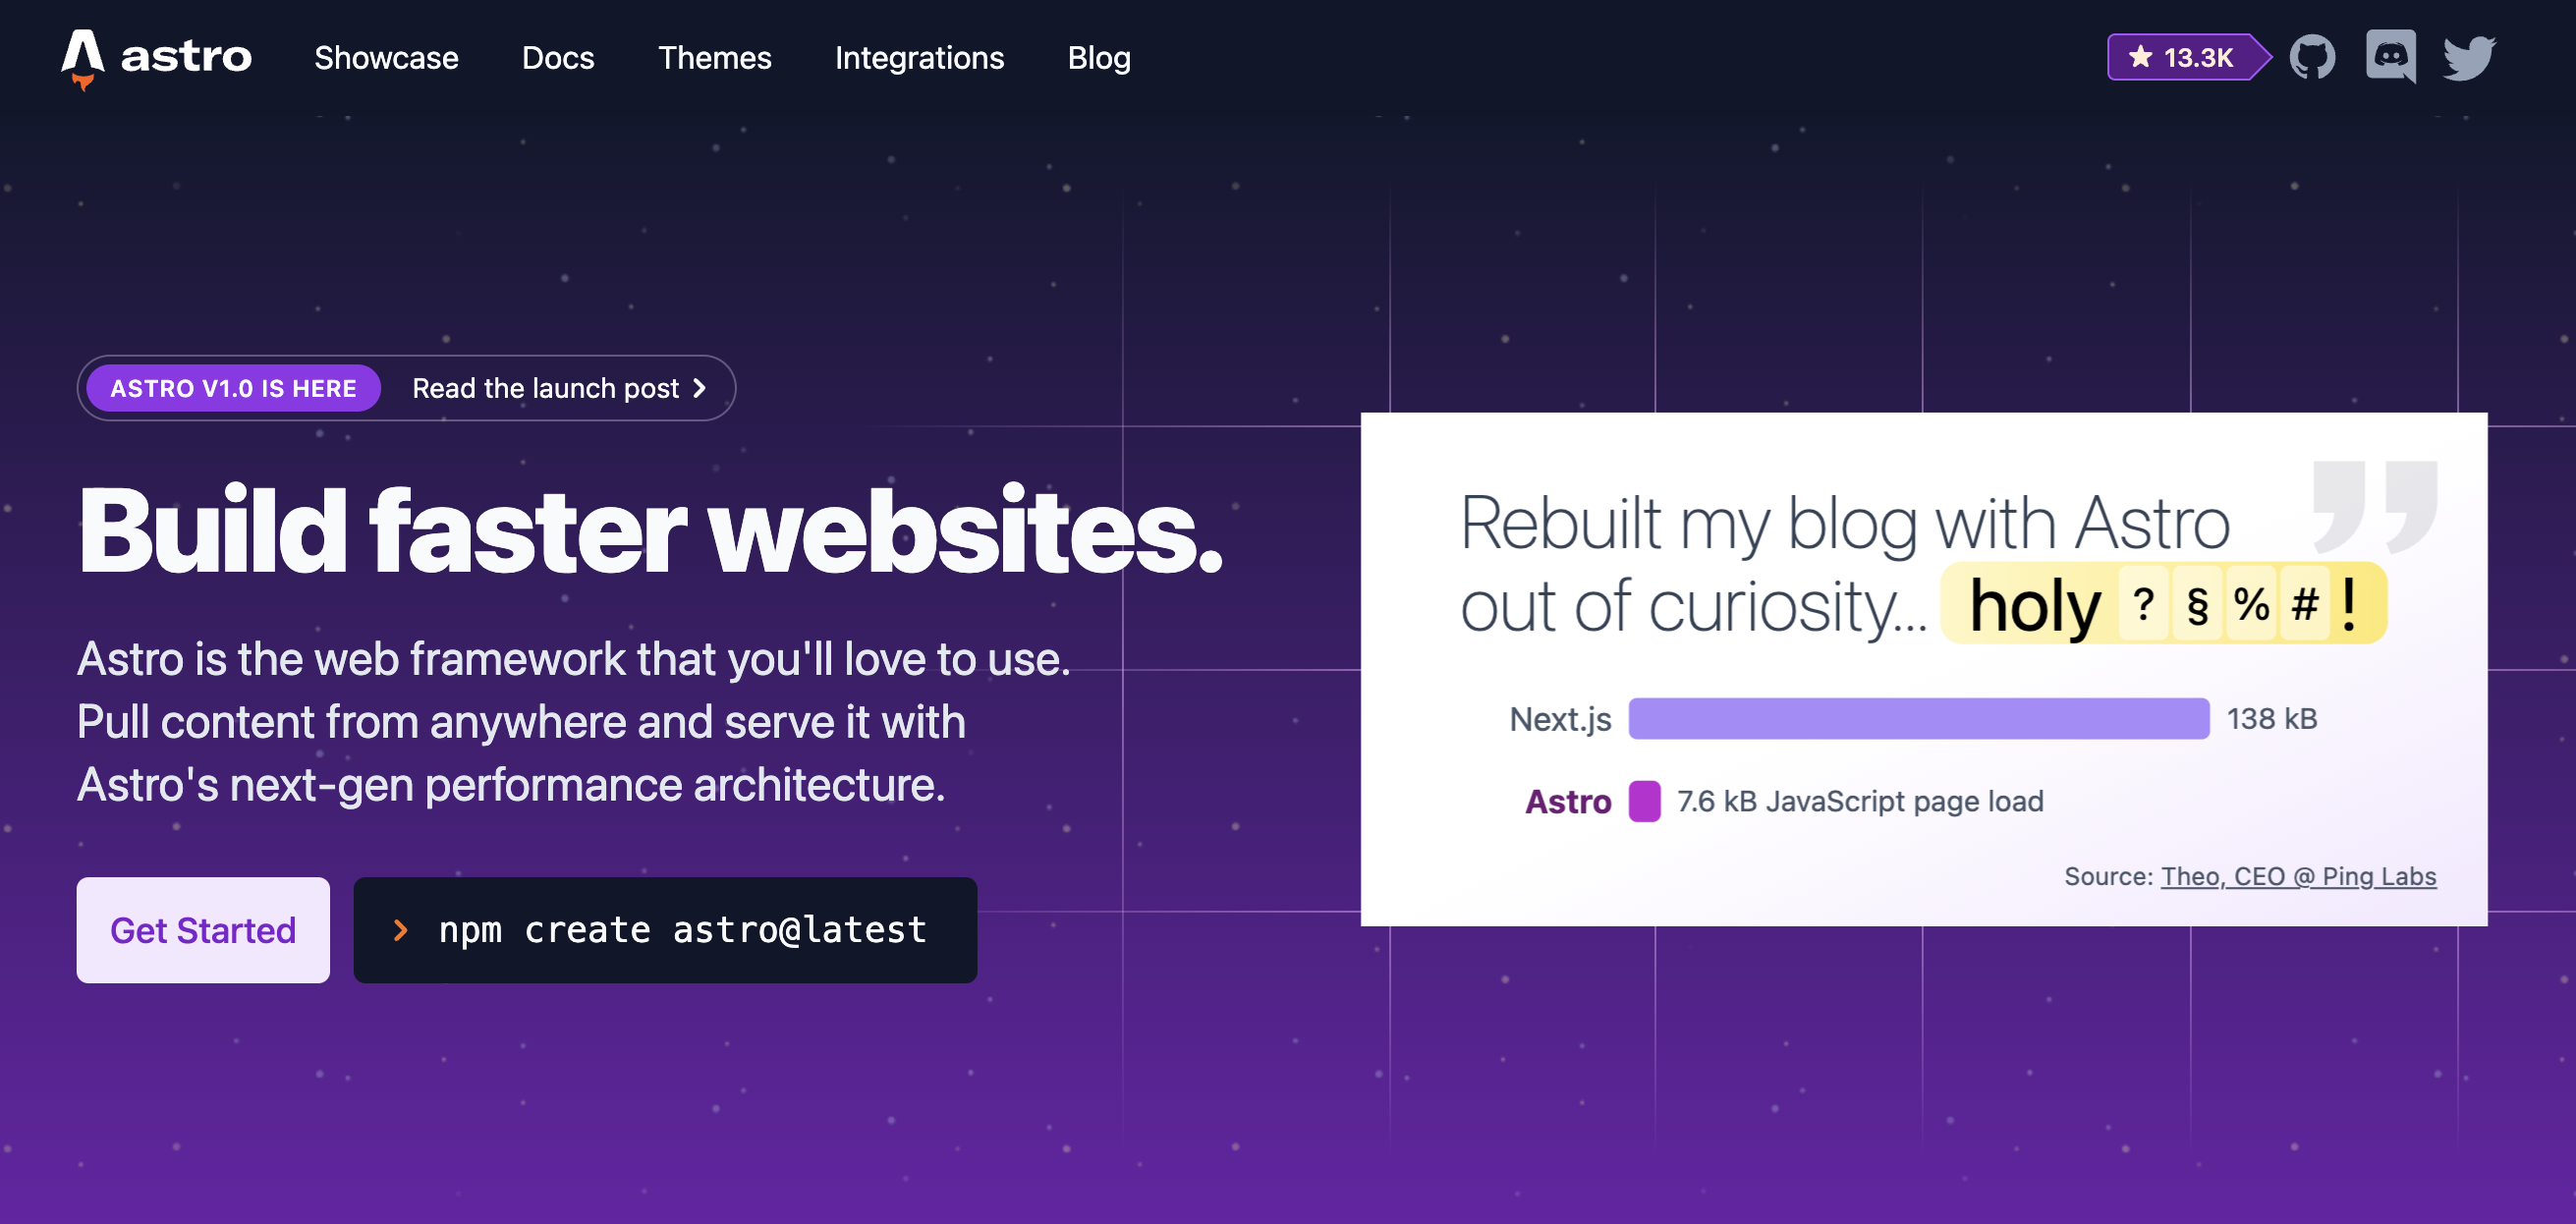 astro
Showcase
Docs
Themes
Integrations
Blog
★ 13.3K
ASTRO V1.0 IS HERE
Read the launch post
Build faster websites.
Astro is the web framework that you'll love to use.
Pull content from anywhere and serve it with
Astro's next-gen performance architecture.
Get Started
> npm create astro@latest
Rebuilt my blog with Astro
out of curiosity... holy ?§%#!
”
Next.js 138 kB
Astro 7.6 kB JavaScript page load
Source: Theo, CEO @ Ping Labs